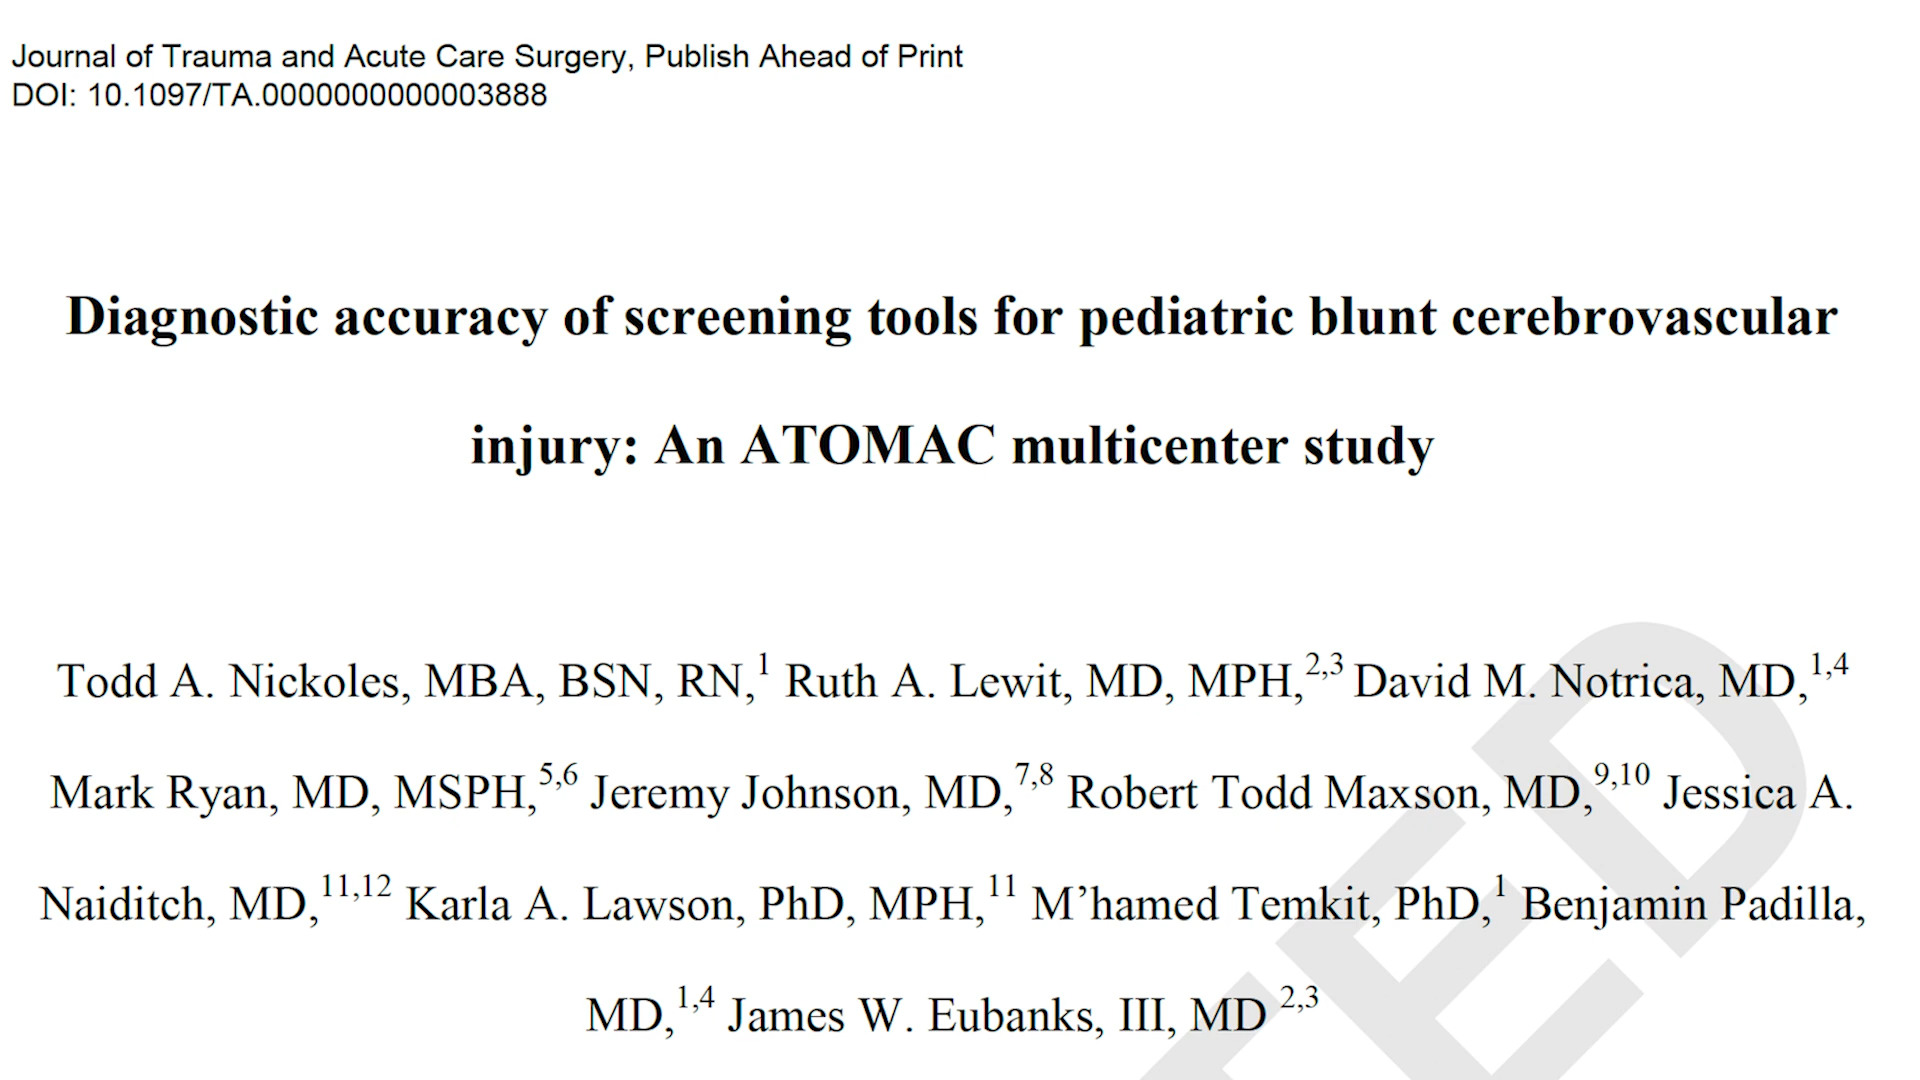 Journal of Trauma and Acute Care Surgery, Publish Ahead of Print
DOI: 10.1097/TA.0000000000003888
Diagnostic accuracy of screening tools for pediatric blunt cerebrovascular
injury: An ATOMAC multicenter study
Todd A. Nickoles, MBA, BSN, RN,1 Ruth A. Lewit, MD, MPH,2,3 David M. Notrica, MD,1,4
Mark Ryan, MD, MSPH,5,6 Jeremy Johnson, MD,7,8 Robert Todd Maxson, MD,9,10 Jessica A.
Naiditch, MD,11,12 Karla A. Lawson, PhD, MPH,11 M’hamed Temkit, PhD,1 Benjamin Padilla,
MD,1,4 James W. Eubanks, III, MD 2,3
TED